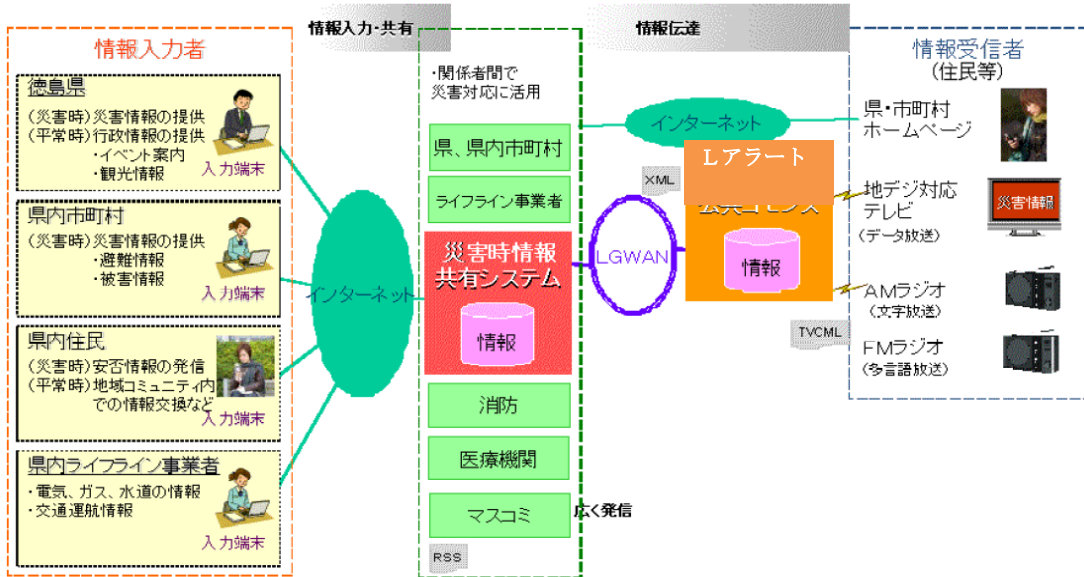 情報入力・共有
情報伝達
情報入力者
徳島県
(災害時)災害情報の提供
(平常時)行政情報の提供
・イベント案内
・観光情報
入力端末
県内市町村
(災害時)災害情報の提供
・避難情報
・被害情報
入力端末
県内住民
(災害時)安否情報の発信
(平常時)地域コミュニティ内
での情報交換など
入力端末
県内ライフライン事業者
・電気、ガス、水道の情報
・交通運航情報
入力端末
インターネット
・関係者間で
災害対応に活用
県、県内市町村
ライフライン事業者
災害時情報
共有システム
情報
消防
医療機関
マスコミ
広く発信
RSS
インターネット
XML
LGWAN
Lアラート
公共コモンズ
情報
TVCML
情報受信者
(住民等)
県・市町村
ホームページ
地デジ対応
テレビ
(データ放送)
災害情報
AMラジオ
(文字放送)
FMラジオ
(多言語放送)